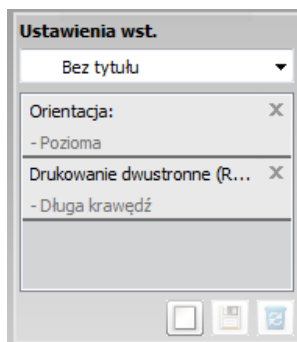 Ustawienia wst.
Bez tytułu
Orientacja:
- Pozioma
Drukowanie dwustronne (R...
- Długa krawędź